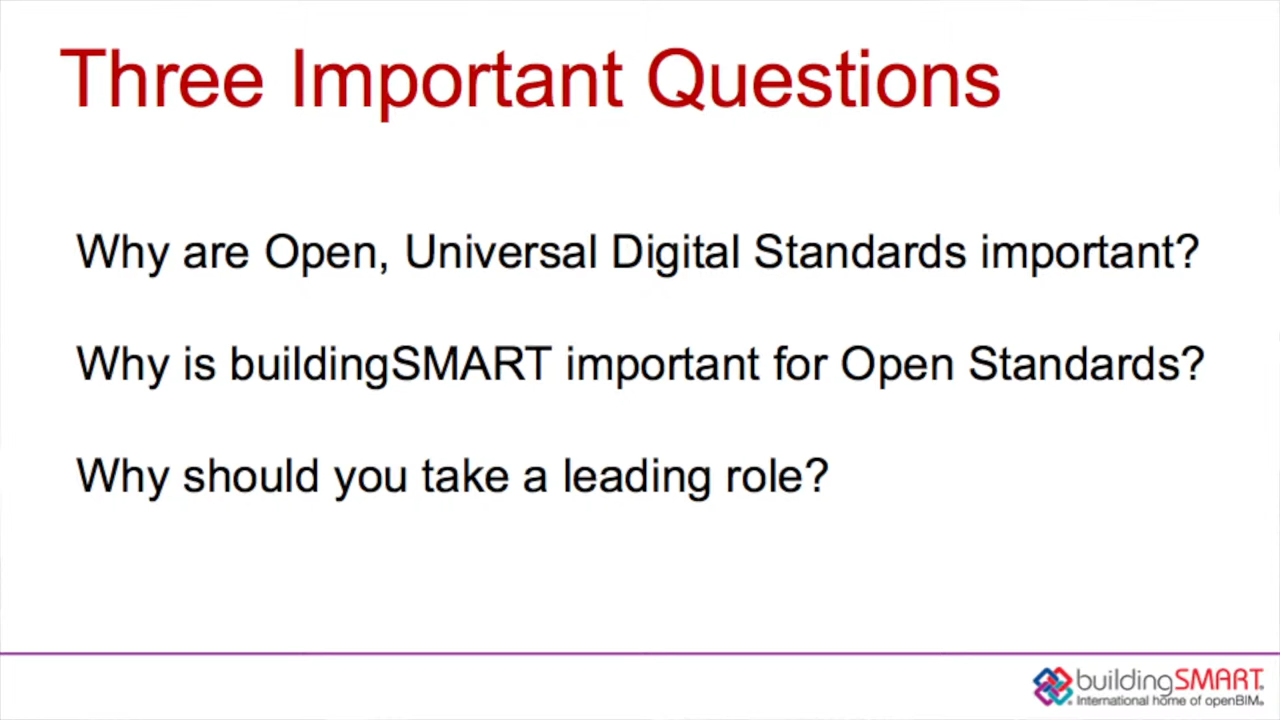 Three Important Questions
Why are Open, Universal Digital Standards important?
Why is buildingSMART important for Open Standards?
Why should you take a leading role?
buildingSMART®
® International home of openBIM®